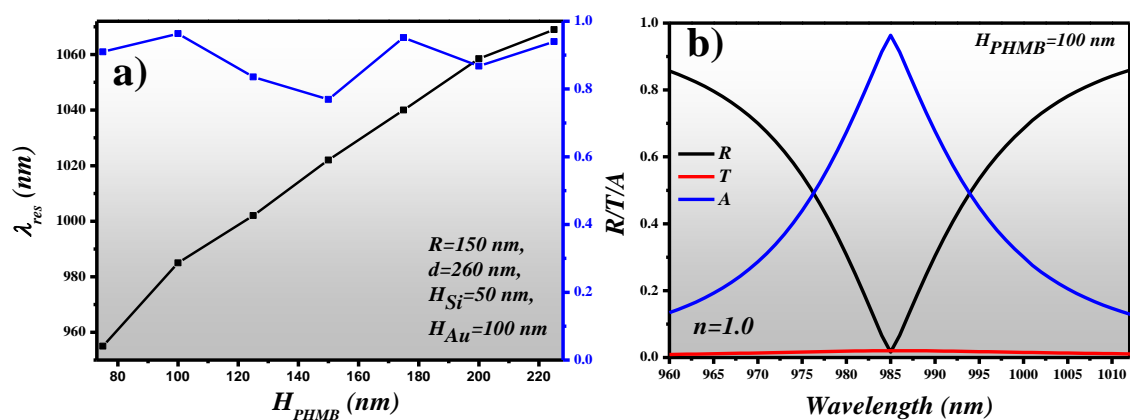 a)
λres (nm)
1060
1040
1020
1000
980
960
1.0
0.8
0.6
0.4
0.2
0.0
R=150 nm,
d=260 nm,
HSi=50 nm,
HAu=100 nm
80 100 120 140 160 180 200 220
HPHMB (nm)
b)
HPHMB=100 nm
R/T/A
1.0
0.8
0.6
0.4
0.2
0.0
R
T
A
n=1.0
960 965 970 975 980 985 990 995 1000 1005 1010
Wavelength (nm)